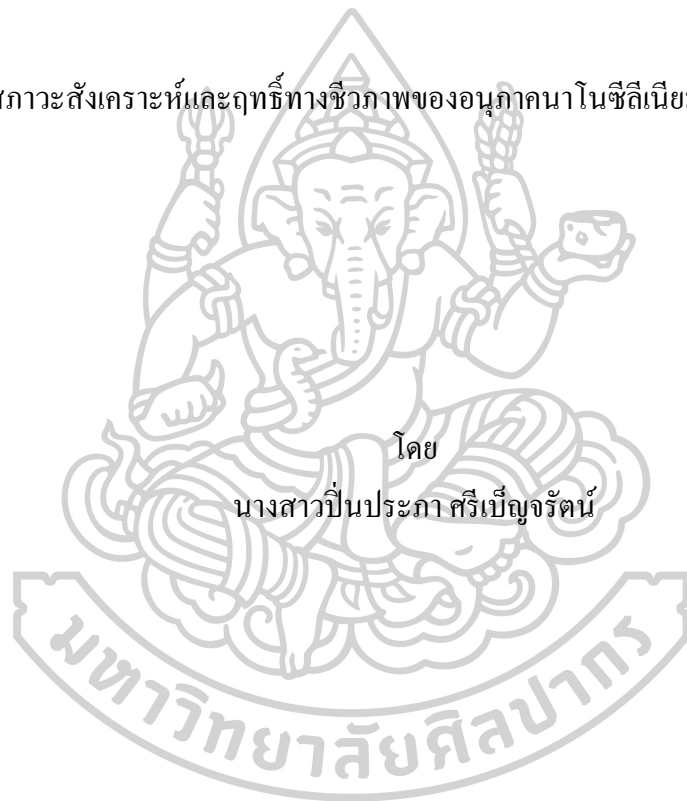 สภาวะสังเคราะห์และฤทธิ์ทางชีวภาพของอนุภาคนาโนซีลีเนียม
โดย
นางสาวปิ่นประภา ศรีเบ็ญจรัตน์
มหาวิทยาลัยศิลปากร